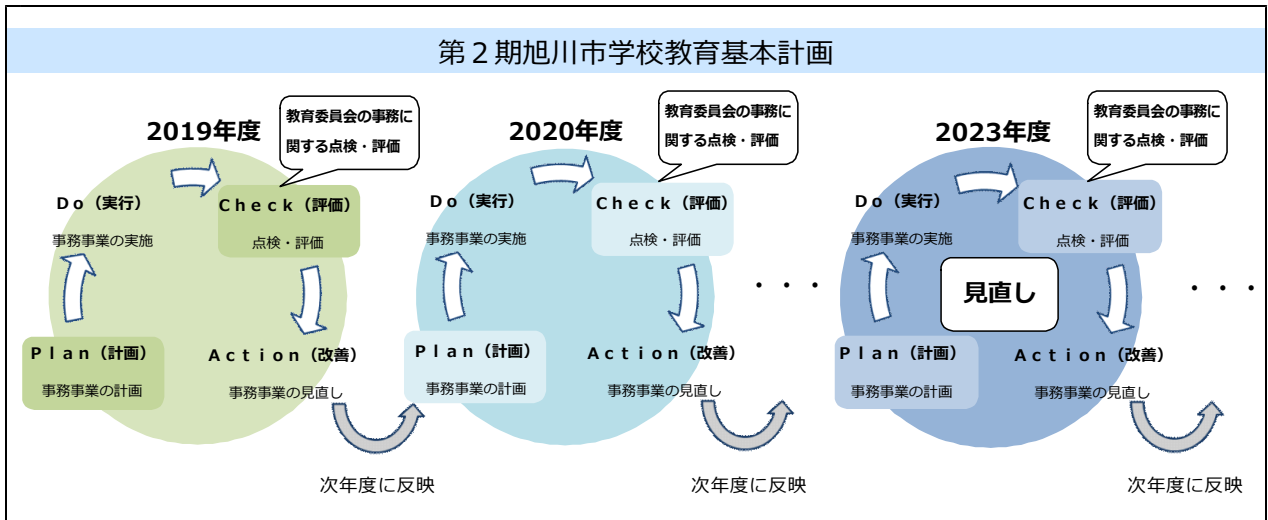 第２期旭川市学校教育基本計画
2019年度
教育委員会の事務に
関する点検・評価
Ｄｏ（実行）
事務事業の実施
Ｃｈｅｃｋ（評価）
点検・評価
Ｐｌａｎ（計画）
事務事業の計画
Ａｃｔｉｏｎ（改善）
事務事業の見直し
次年度に反映
2020年度
教育委員会の事務に
関する点検・評価
Ｄｏ（実行）
事務事業の実施
Ｃｈｅｃｋ（評価）
点検・評価
Ｐｌａｎ（計画）
事務事業の計画
Ａｃｔｉｏｎ（改善）
事務事業の見直し
次年度に反映
・・・
2023年度
教育委員会の事務に
関する点検・評価
Ｄｏ（実行）
事務事業の実施
Ｃｈｅｃｋ（評価）
点検・評価
見直し
Ｐｌａｎ（計画）
事務事業の計画
Ａｃｔｉｏｎ（改善）
事務事業の見直し
次年度に反映
・・・